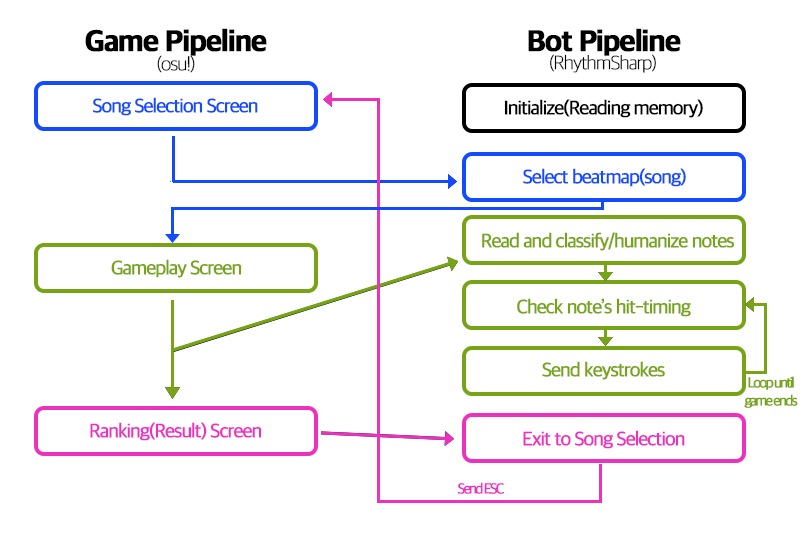 Game Pipeline
(osu!)
Bot Pipeline
(RhythmSharp)
Song Selection Screen
Initialize(Reading memory)
Select beatmap(song)
Gameplay Screen
Read and classify/humanize notes
Check note's hit-timing
Send keystrokes
Loop until
game ends
Ranking(Result) Screen
Exit to Song Selection
Send ESC